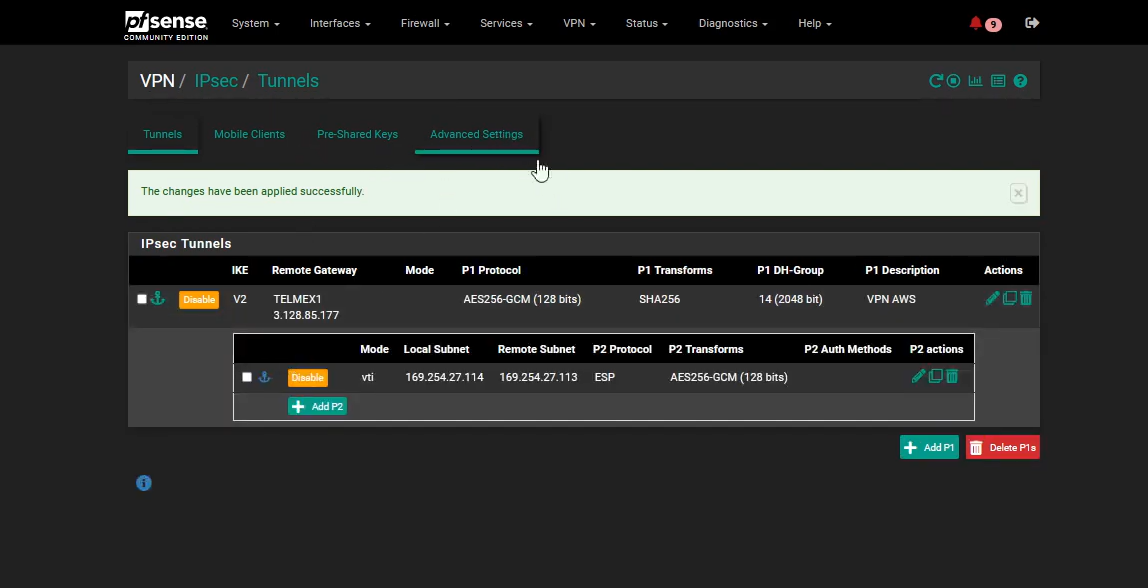 pfsense
COMMUNITY EDITION
System Interfaces Firewall Services VPN Status Diagnostics Help 9
VPN / IPsec / Tunnels
Tunnels Mobile Clients Pre-Shared Keys Advanced Settings
The changes have been applied successfully.
IPsec Tunnels
IKE Remote Gateway Mode P1 Protocol P1 Transforms P1 DH-Group P1 Description Actions
Disable V2 TELMEX1 AES256-GCM (128 bits) SHA256 14 (2048 bit) VPN AWS
3.128.85.177
Mode Local Subnet Remote Subnet P2 Protocol P2 Transforms P2 Auth Methods P2 actions
Disable vti 169.254.27.114 169.254.27.113 ESP AES256-GCM (128 bits)
Add P2
Add P1 Delete P1s